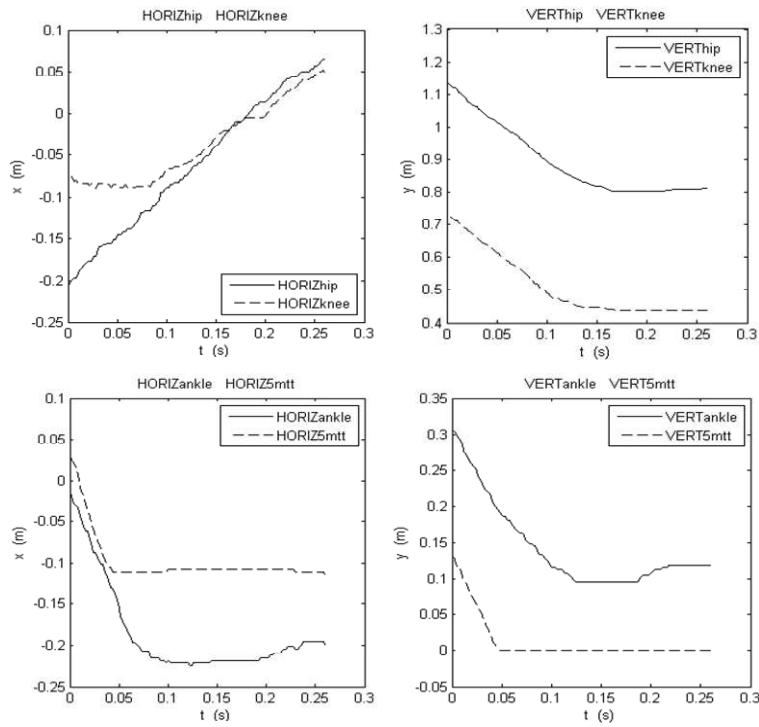 HORIZhip HORIZknee
0.1
0.05
0
-0.05
-0.1
-0.15
-0.2
-0.25
x (m)
HORIZhip
HORIZknee
0 0.05 0.1 0.15 0.2 0.25 0.3
t (s)
VERThip VERTknee
1.3
1.2
1.1
1
0.9
0.8
0.7
0.6
0.5
0.4
y (m)
VERThip
VERTknee
0 0.05 0.1 0.15 0.2 0.25 0.3
t (s)
HORIZankle HORIZ5mtt
0.1
0.05
0
-0.05
-0.1
-0.15
-0.2
-0.25
x (m)
HORIZankle
HORIZ5mtt
0 0.05 0.1 0.15 0.2 0.25 0.3
t (s)
VERTankle VERT5mtt
0.35
0.3
0.25
0.2
0.15
0.1
0.05
0
-0.05
y (m)
VERTankle
VERT5mtt
0 0.05 0.1 0.15 0.2 0.25 0.3
t (s)